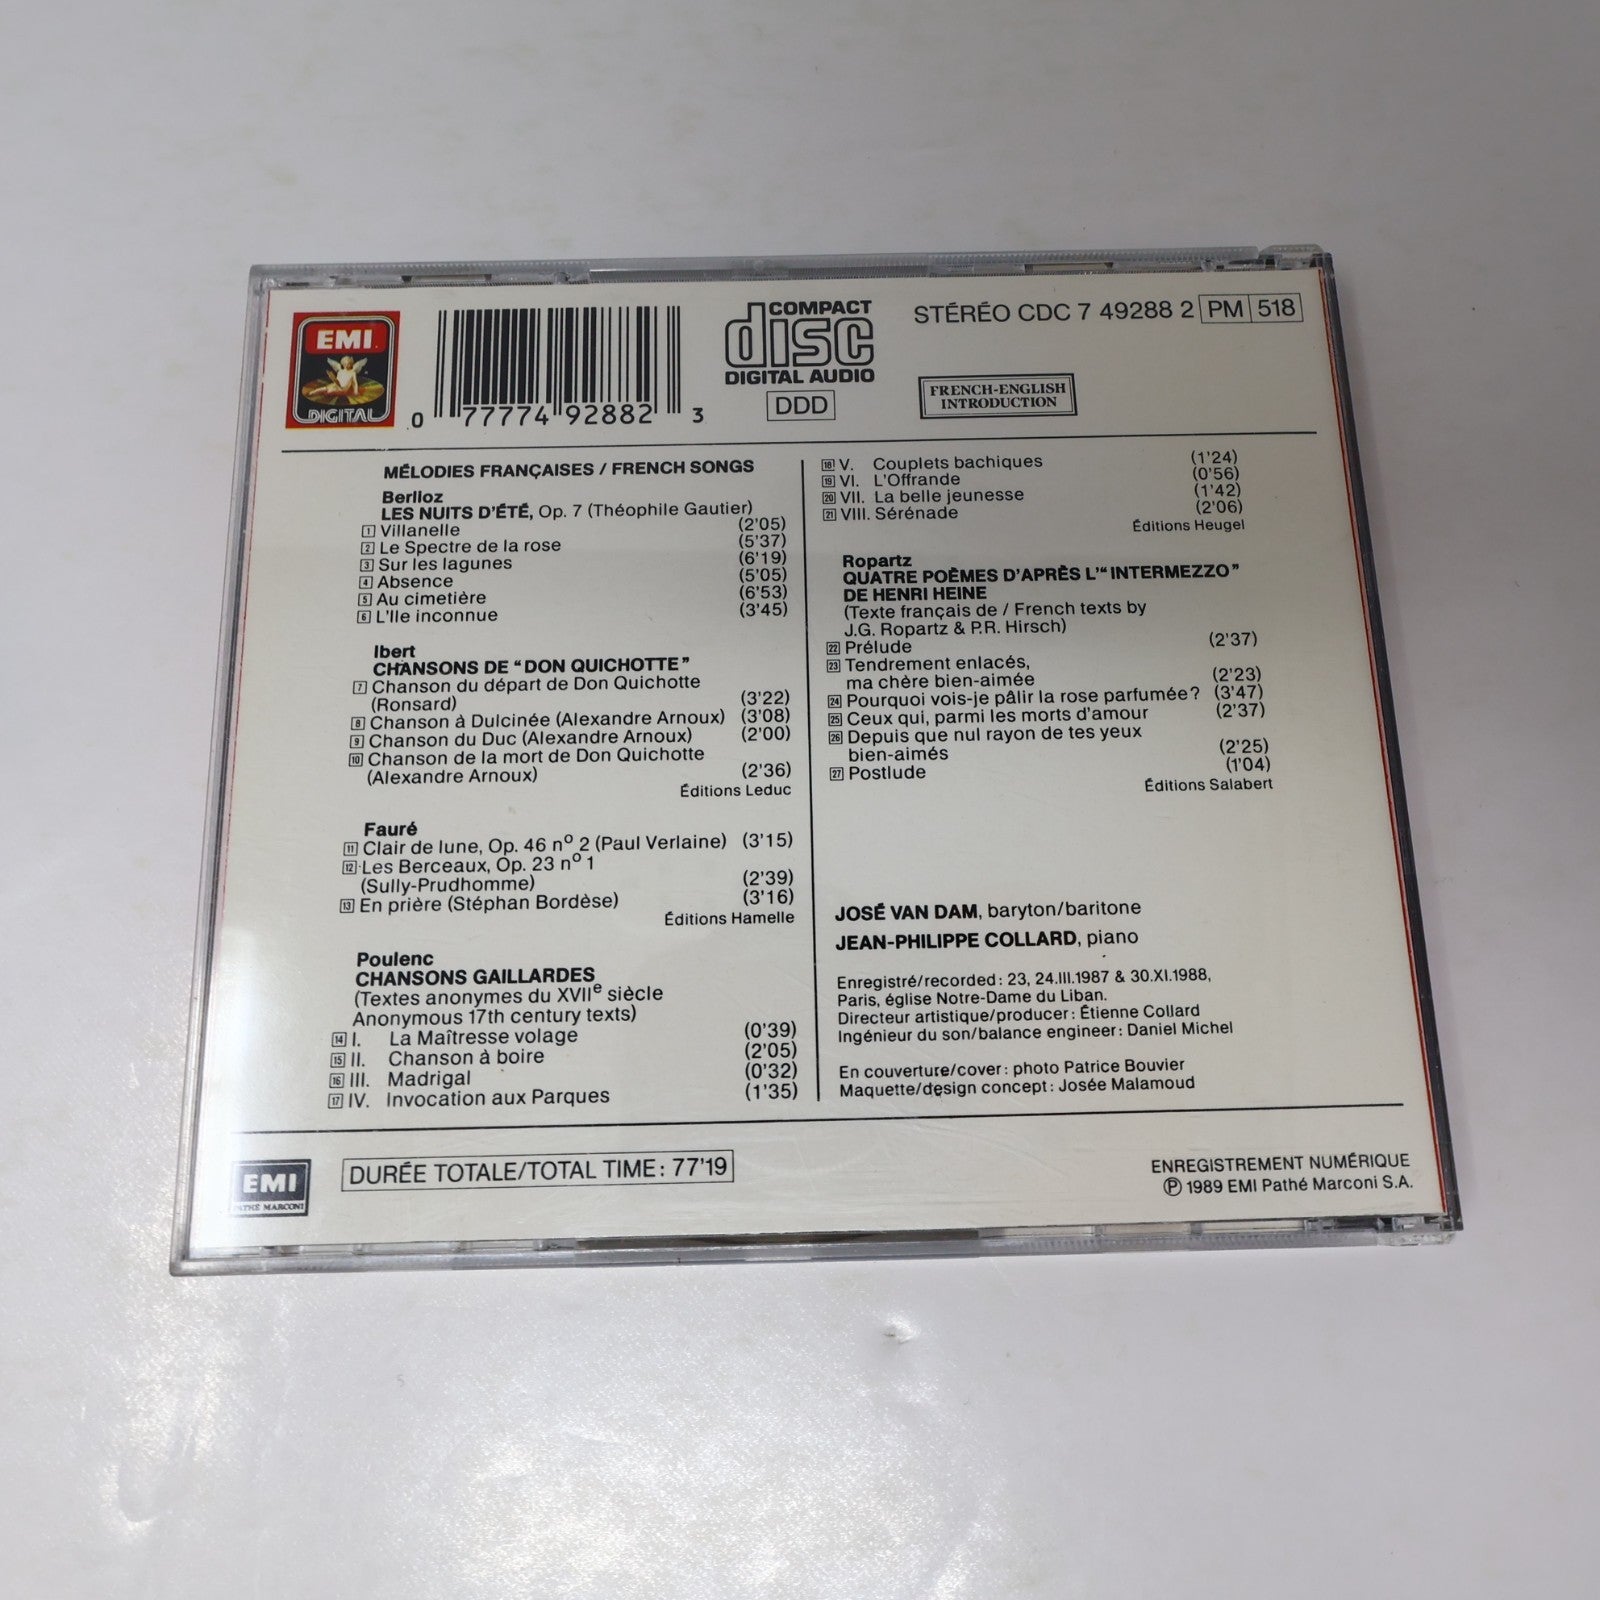 EMI
DIGITAL
0 77774 92882 3
COMPACT
disc
DIGITAL AUDIO
DDD
STÉRÉO CDC 7 49288 2 PM 518
FRENCH-ENGLISH
INTRODUCTION
MÉLODIES FRANÇAISES / FRENCH SONGS
Berlioz
LES NUITS D'ÉTÉ, Op. 7 (Théophile Gautier)
1 Villanelle (2'05)
2 Le Spectre de la rose (5'37)
3 Sur les lagunes (6'19)
4 Absence (5'05)
5 Au cimetière (6'53)
6 L'Ile inconnue (3'45)
Ibert
CHANSONS DE "DON QUICHOTTE"
7 Chanson du départ de Don Quichotte
(Ronsard) (3'22)
8 Chanson à Dulcinée (Alexandre Arnoux) (3'08)
9 Chanson du Duc (Alexandre Arnoux) (2'00)
10 Chanson de la mort de Don Quichotte
(Alexandre Arnoux) (2'36)
Éditions Leduc
Fauré
11 Clair de lune, Op. 46 nº 2 (Paul Verlaine) (3'15)
12 Les Berceaux, Op. 23 nº 1
(Sully-Prudhomme) (2'39)
13 En prière (Stéphan Bordèse) (3'16)
Éditions Hamelle
Poulenc
CHANSONS GAILLARDES
(Textes anonymes du XVIIe siècle
Anonymous 17th century texts)
14 I. La Maîtresse volage (0'39)
15 II. Chanson à boire (2'05)
16 III. Madrigal (0'32)
17 IV. Invocation aux Parques (1'35)
18 V. Couplets bachiques (1'24)
19 VI. L'Offrande (0'56)
20 VII. La belle jeunesse (1'42)
21 VIII. Sérénade (2'06)
Éditions Heugel
Ropartz
QUATRE POÈMES D'APRÈS L'"INTERMEZZO"
DE HENRI HEINE
(Texte français de / French texts by
J.G. Ropartz & P.R. Hirsch)
22 Prélude (2'37)
23 Tendrement enlacés,
ma chère bien-aimée (2'23)
24 Pourquoi vois-je pâlir la rose parfumée? (3'47)
25 Ceux qui, parmi les morts d'amour (2'37)
26 Depuis que nul rayon de tes yeux
bien-aimés (2'25)
27 Postlude (1'04)
Éditions Salabert
JOSÉ VAN DAM, baryton/baritone
JEAN-PHILIPPE COLLARD, piano
Enregistré/recorded: 23, 24.III.1987 & 30.XI.1988,
Paris, église Notre-Dame du Liban.
Directeur artistique/producer: Étienne Collard
Ingénieur du son/balance engineer: Daniel Michel
En couverture/cover: photo Patrice Bouvier
Maquette/design concept: Josée Malamoud
EMI
PATHÉ MARCONI
DURÉE TOTALE/TOTAL TIME: 77'19
ENREGISTREMENT NUMÉRIQUE
℗ 1989 EMI Pathé Marconi S.A.